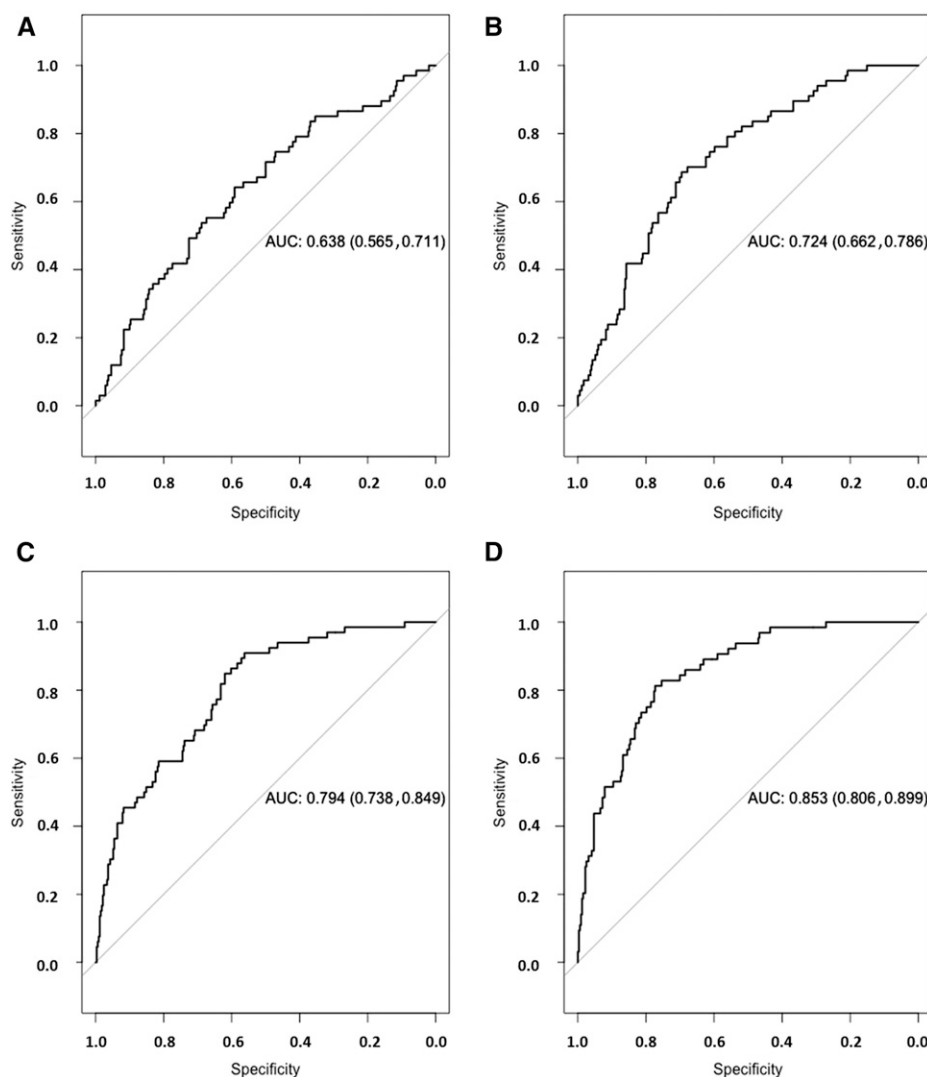 A
1.0
0.8
0.6
0.4
0.2
0.0
Sensitivity
AUC: 0.638 (0.565, 0.711)
1.0 0.8 0.6 0.4 0.2 0.0
Specificity
B
1.0
0.8
0.6
0.4
0.2
0.0
Sensitivity
AUC: 0.724 (0.662, 0.786)
1.0 0.8 0.6 0.4 0.2 0.0
Specificity
C
1.0
0.8
0.6
0.4
0.2
0.0
Sensitivity
AUC: 0.794 (0.738, 0.849)
1.0 0.8 0.6 0.4 0.2 0.0
Specificity
D
1.0
0.8
0.6
0.4
0.2
0.0
Sensitivity
AUC: 0.853 (0.806, 0.899)
1.0 0.8 0.6 0.4 0.2 0.0
Specificity